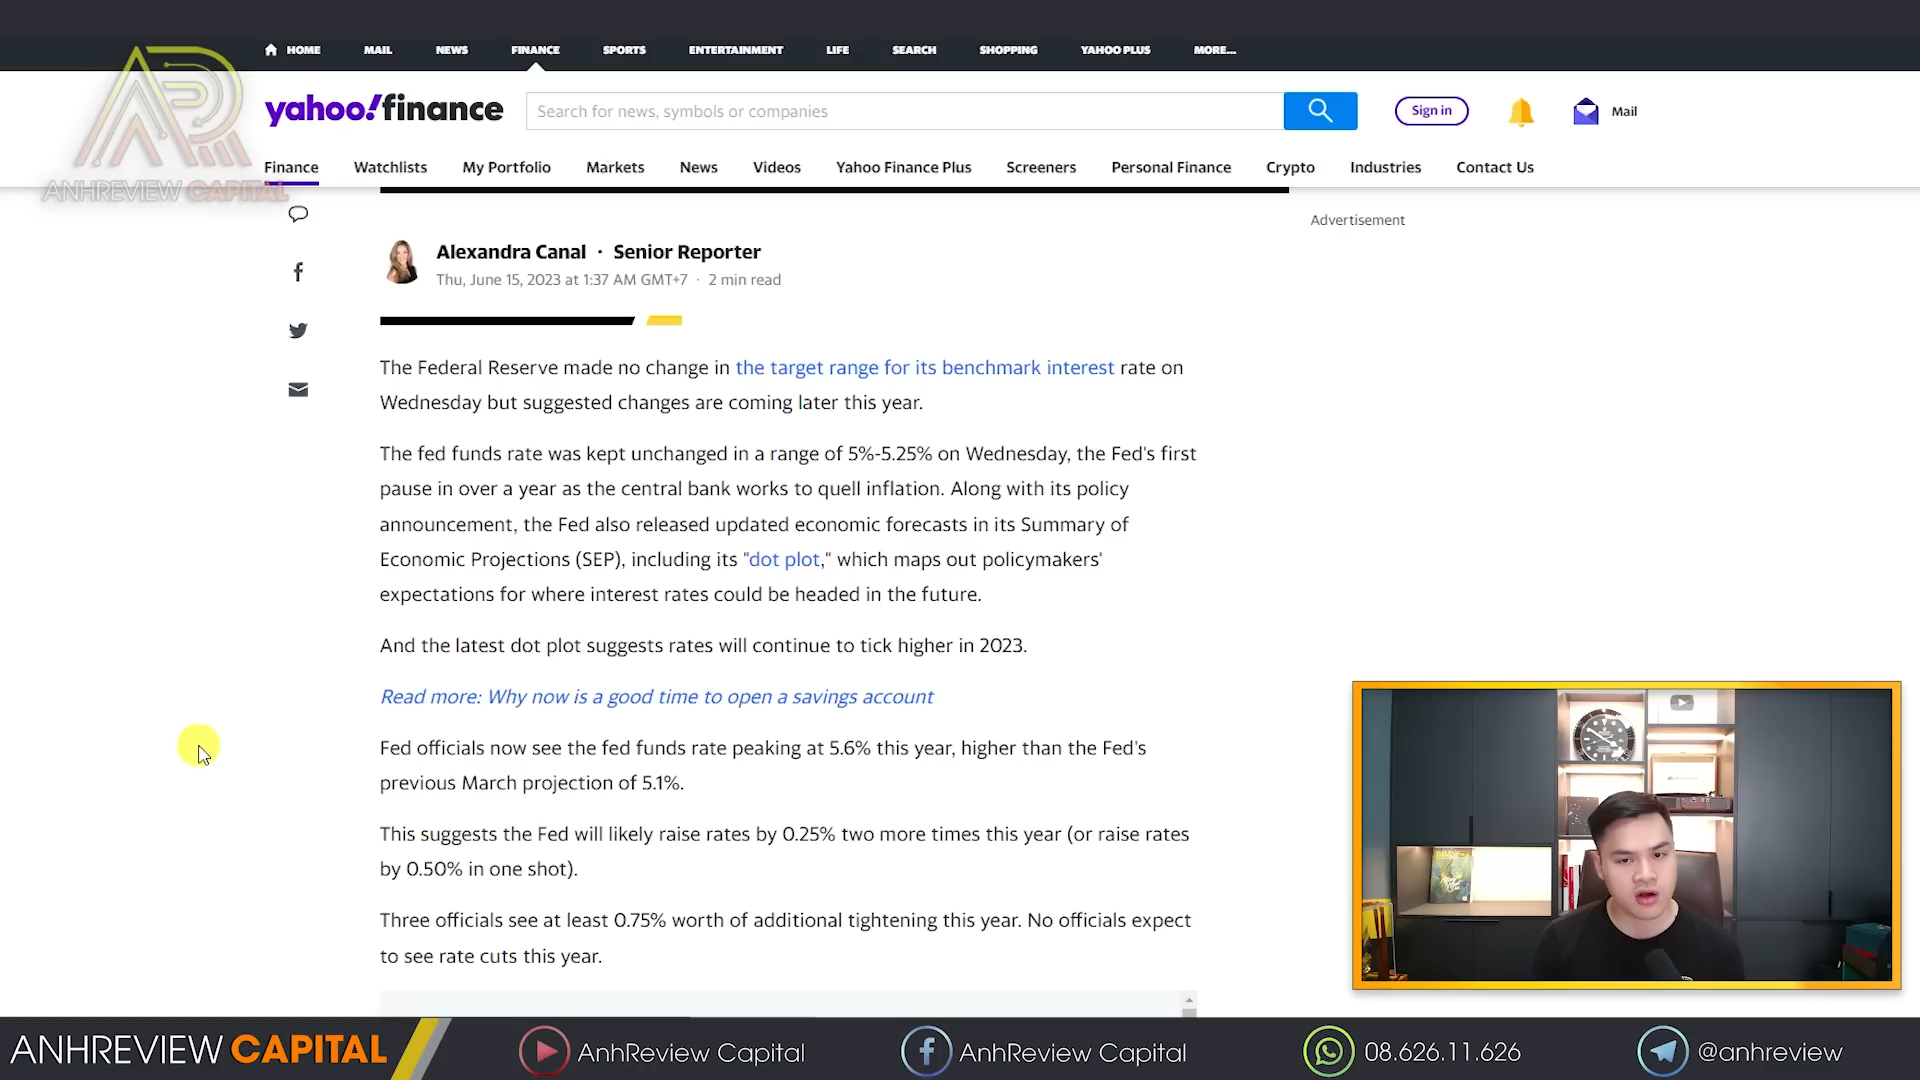 HOME MAIL NEWS FINANCE SPORTS ENTERTAINMENT LIFE SEARCH SHOPPING YAHOO PLUS MORE...
ANHREVIEW CAPITAL
yahoo!finance
Search for news, symbols or companies
Sign in
Mail
Finance Watchlists My Portfolio Markets News Videos Yahoo Finance Plus Screeners Personal Finance Crypto Industries Contact Us
Advertisement
Alexandra Canal · Senior Reporter
Thu, June 15, 2023 at 1:37 AM GMT+7 · 2 min read
The Federal Reserve made no change in the target range for its benchmark interest rate on
Wednesday but suggested changes are coming later this year.
The fed funds rate was kept unchanged in a range of 5%-5.25% on Wednesday, the Fed's first
pause in over a year as the central bank works to quell inflation. Along with its policy
announcement, the Fed also released updated economic forecasts in its Summary of
Economic Projections (SEP), including its "dot plot," which maps out policymakers'
expectations for where interest rates could be headed in the future.
And the latest dot plot suggests rates will continue to tick higher in 2023.
Read more: Why now is a good time to open a savings account
Fed officials now see the fed funds rate peaking at 5.6% this year, higher than the Fed's
previous March projection of 5.1%.
This suggests the Fed will likely raise rates by 0.25% two more times this year (or raise rates
by 0.50% in one shot).
Three officials see at least 0.75% worth of additional tightening this year. No officials expect
to see rate cuts this year.
ANHREVIEW CAPITAL
AnhReview Capital
AnhReview Capital
08.626.11.626
@anhreview